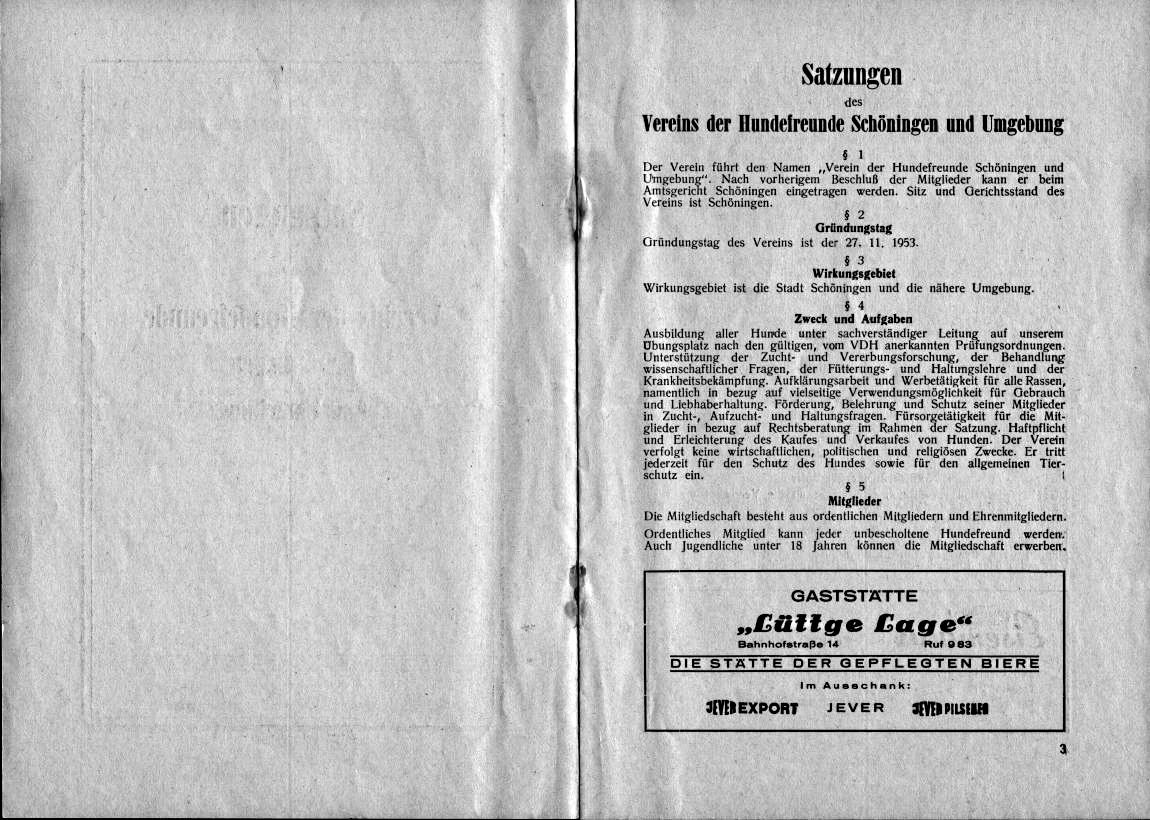 Satzungen
des
Vereins der Hundefreunde Schöningen und Umgebung
§ 1
Der Verein führt den Namen „Verein der Hundefreunde Schöningen und
Umgebung“. Nach vorherigem Beschluß der Mitglieder kann er beim
Amtsgericht Schöningen eingetragen werden. Sitz und Gerichtsstand des
Vereins ist Schöningen.
§ 2
Gründungstag
Gründungstag des Vereins ist der 27. 11. 1953.
§ 3
Wirkungsgebiet
Wirkungsgebiet ist die Stadt Schöningen und die nähere Umgebung.
§ 4
Zweck und Aufgaben
Ausbildung aller Hunde unter sachverständiger Leitung auf unserem
Übungsplatz nach den gültigen, vom VDH anerkannten Prüfungsordnungen.
Unterstützung der Zucht- und Vererbungsforschung, der Behandlung
wissenschaftlicher Fragen, der Fütterungs- und Haltungslehre und der
Krankheitsbekämpfung. Aufklärungsarbeit und Werbetätigkeit für alle Rassen,
namentlich in bezug auf vielseitige Verwendungsmöglichkeit für Gebrauch
und Liebhaberhaltung. Förderung, Belehrung und Schutz seiner Mitglieder
in Zucht-, Aufzucht- und Haltungsfragen. Fürsorgetätigkeit für die Mit-
glieder in bezug auf Rechtsberatung im Rahmen der Satzung. Haftpflicht
und Erleichterung des Kaufes und Verkaufes von Hunden. Der Verein
verfolgt keine wirtschaftlichen, politischen und religiösen Zwecke. Er tritt
jederzeit für den Schutz des Hundes sowie für den allgemeinen Tier-
schutz ein.
§ 5
Mitglieder
Die Mitgliedschaft besteht aus ordentlichen Mitgliedern und Ehrenmitgliedern.
Ordentliches Mitglied kann jeder unbescholtene Hundefreund werden.
Auch Jugendliche unter 18 Jahren können die Mitgliedschaft erwerben.
GASTSTÄTTE
„Lüttge Lage“
Bahnhofstraße 14 Ruf 983
DIE STÄTTE DER GEPFLEGTEN BIERE
Im Ausschank:
JEVER EXPORT JEVER JEVER PILSENER
3